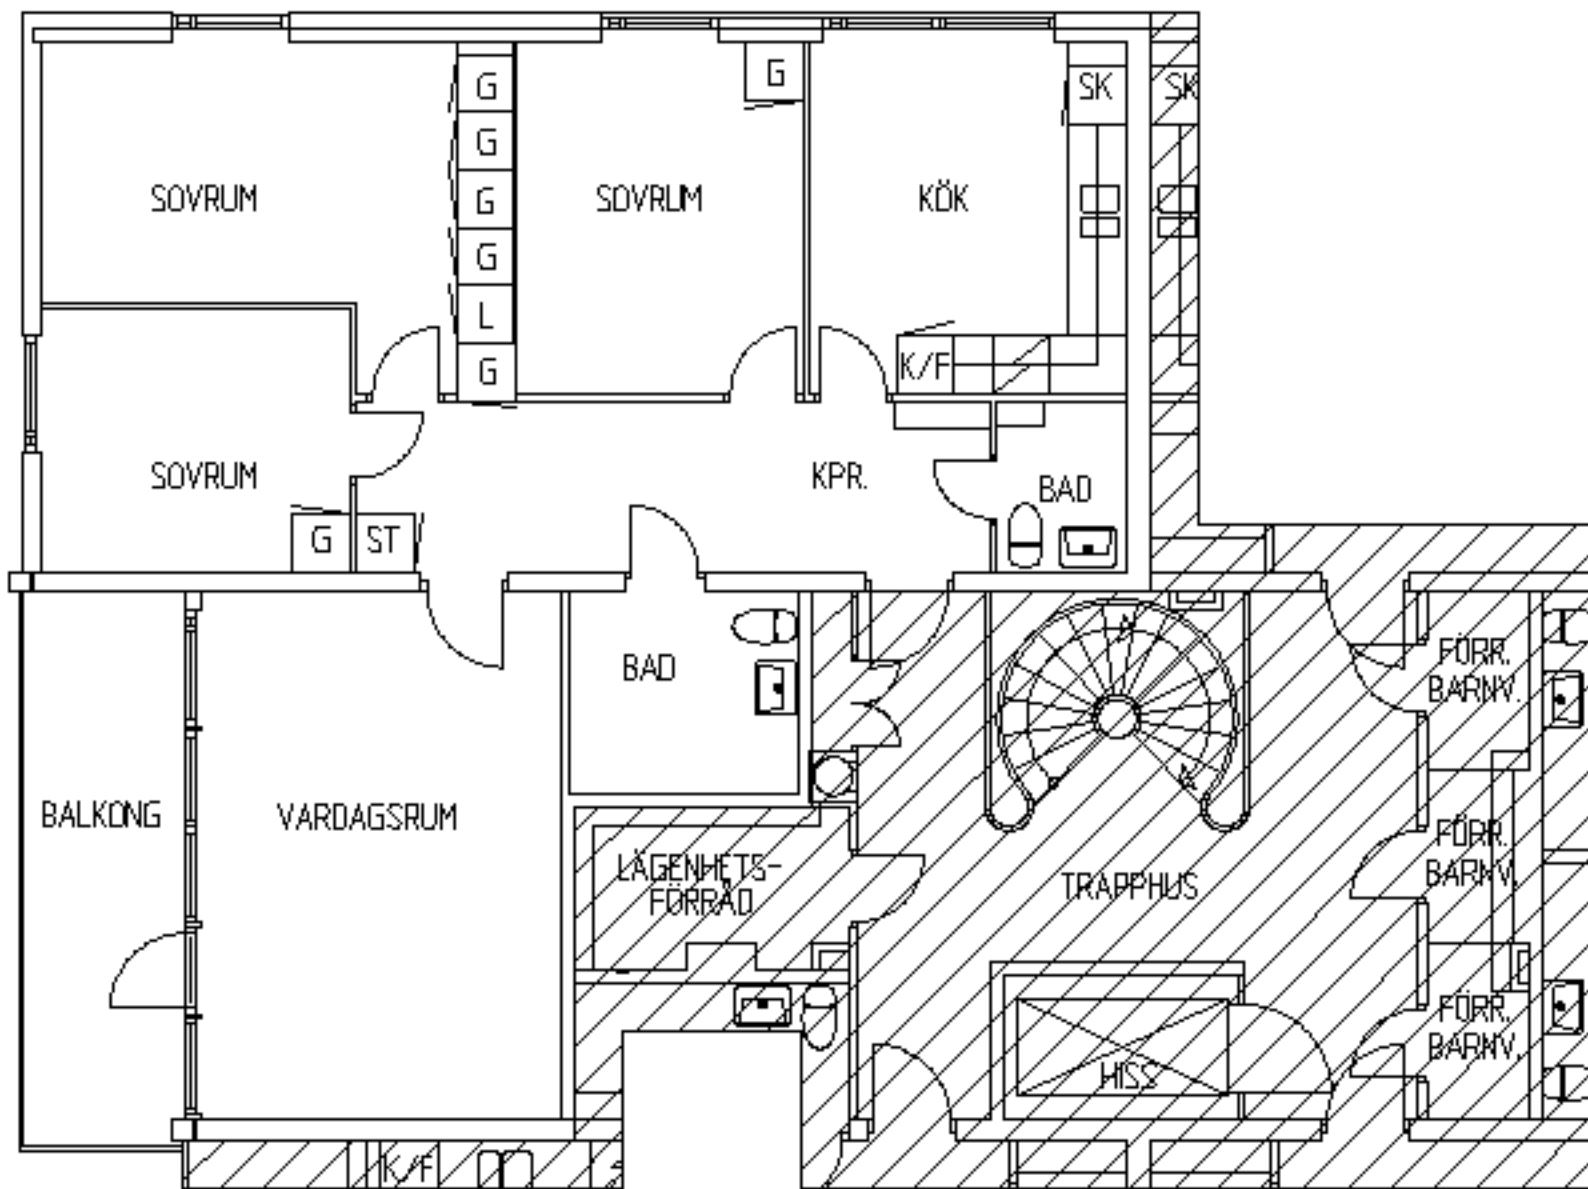 G
G
SK
SK
G
SOVRUM
G
SOVRUM
KÖK
G
L
G
K/F
SOVRUM
KPR.
BAD
G
ST
BAD
FÖRR.
BARNV.
BALKONG
VARDAGSRUM
FÖRR.
BARNV.
LÄGENHETS-
FÖRRÅD
TRAPPHUS
FÖRR.
BARNV.
HISS
K/F